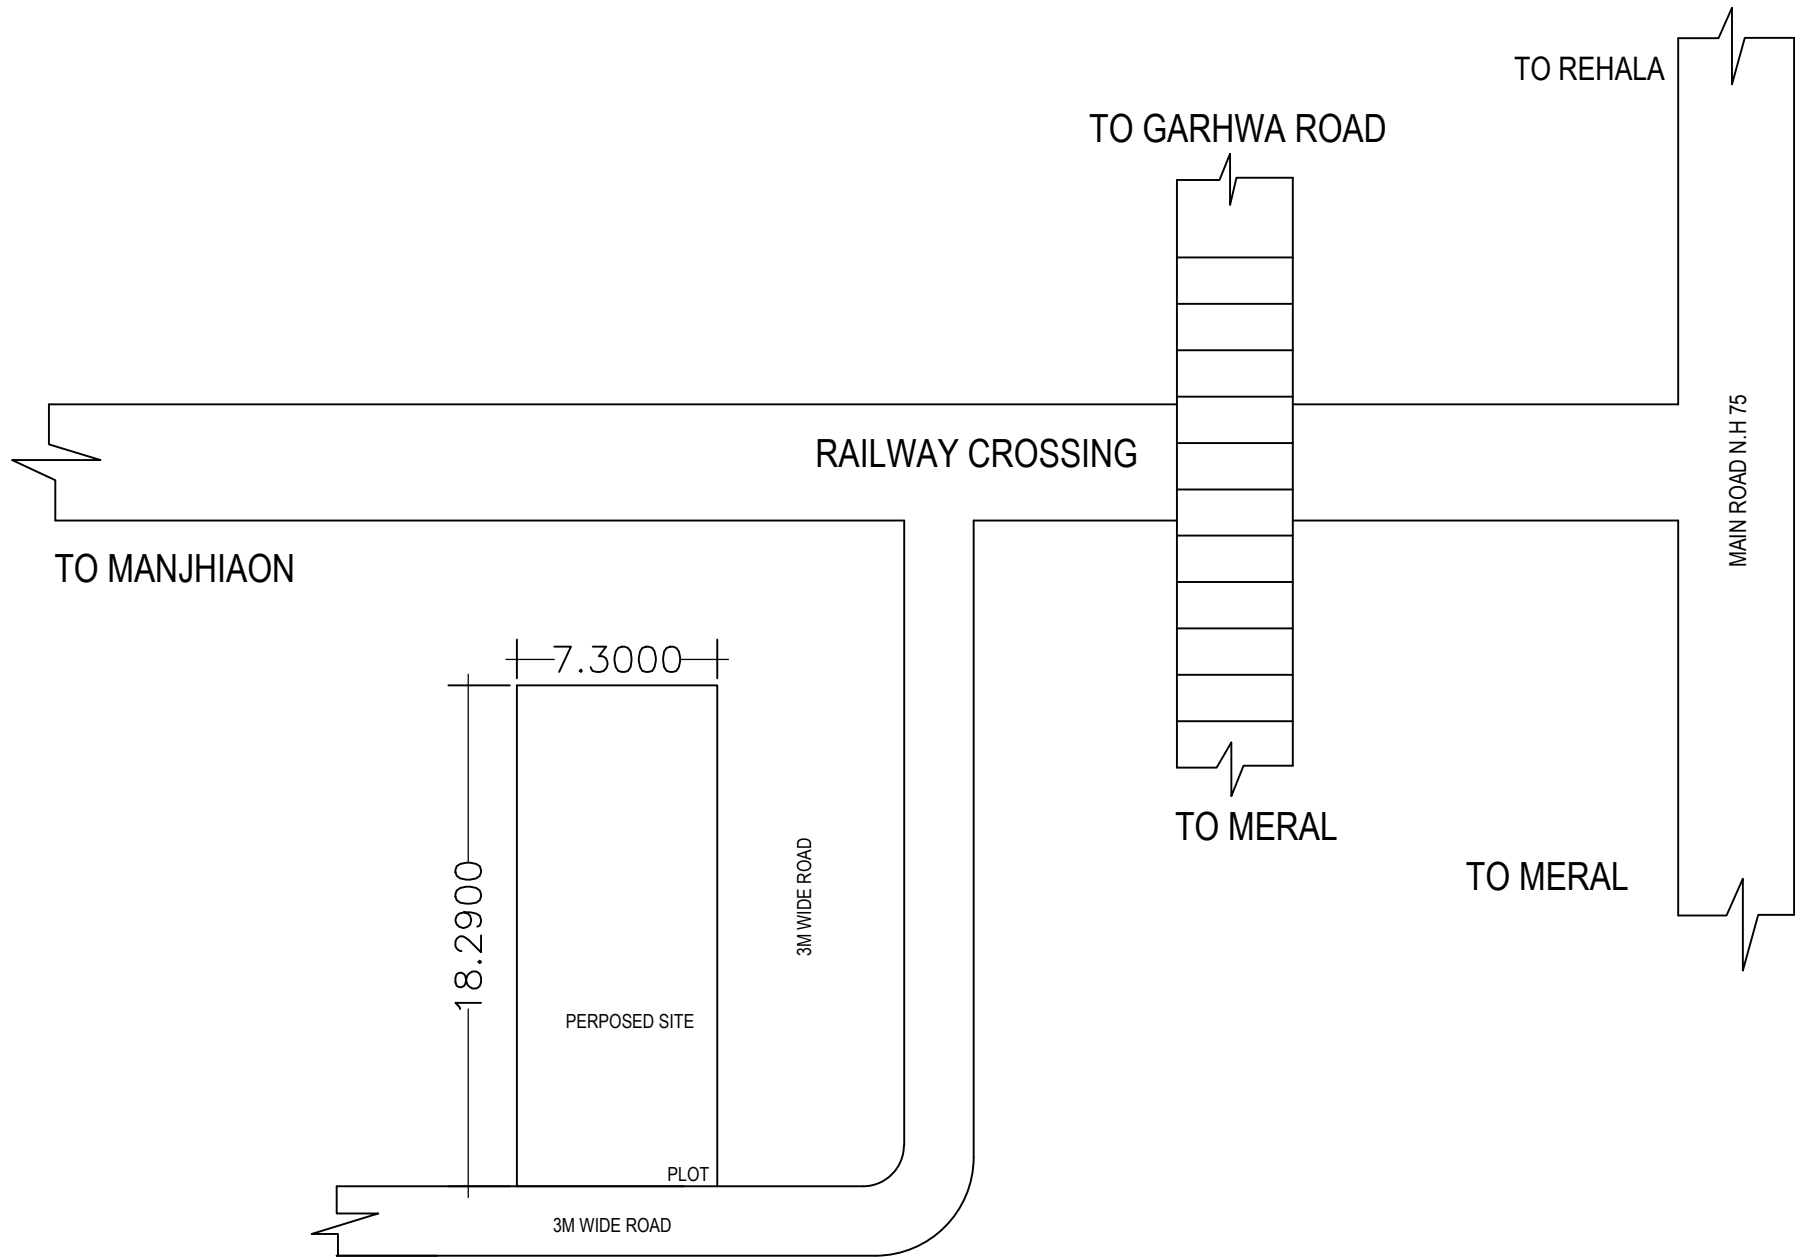 TO REHALA
TO GARHWA ROAD
MAIN ROAD N.H 75
RAILWAY CROSSING
TO MANJHIAON
7.3000
18.2900
3M WIDE ROAD
TO MERAL
TO MERAL
PERPOSED SITE
PLOT
3M WIDE ROAD